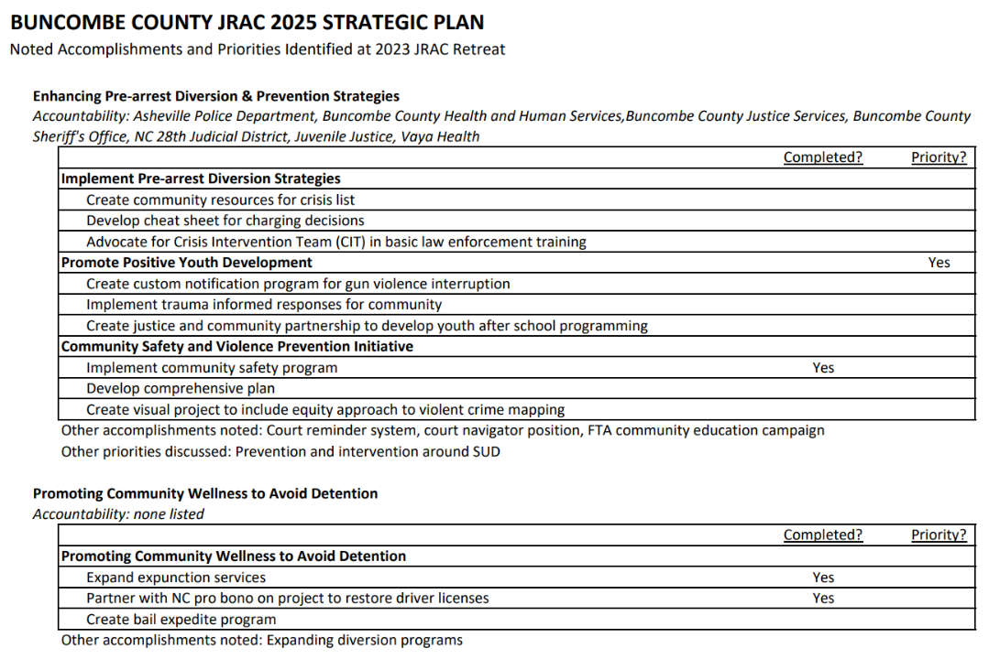 BUNCOMBE COUNTY JRAC 2025 STRATEGIC PLAN
Noted Accomplishments and Priorities Identified at 2023 JRAC Retreat
Enhancing Pre-arrest Diversion & Prevention Strategies
Accountability: Asheville Police Department, Buncombe County Health and Human Services,Buncombe County Justice Services, Buncombe County
Sheriff's Office, NC 28th Judicial District, Juvenile Justice, Vaya Health
Completed? Priority?
Implement Pre-arrest Diversion Strategies
Create community resources for crisis list
Develop cheat sheet for charging decisions
Advocate for Crisis Intervention Team (CIT) in basic law enforcement training
Promote Positive Youth Development Yes
Create custom notification program for gun violence interruption
Implement trauma informed responses for community
Create justice and community partnership to develop youth after school programming
Community Safety and Violence Prevention Initiative
Implement community safety program Yes
Develop comprehensive plan
Create visual project to include equity approach to violent crime mapping
Other accomplishments noted: Court reminder system, court navigator position, FTA community education campaign
Other priorities discussed: Prevention and intervention around SUD
Promoting Community Wellness to Avoid Detention
Accountability: none listed
Completed? Priority?
Promoting Community Wellness to Avoid Detention
Expand expunction services Yes
Partner with NC pro bono on project to restore driver licenses Yes
Create bail expedite program
Other accomplishments noted: Expanding diversion programs